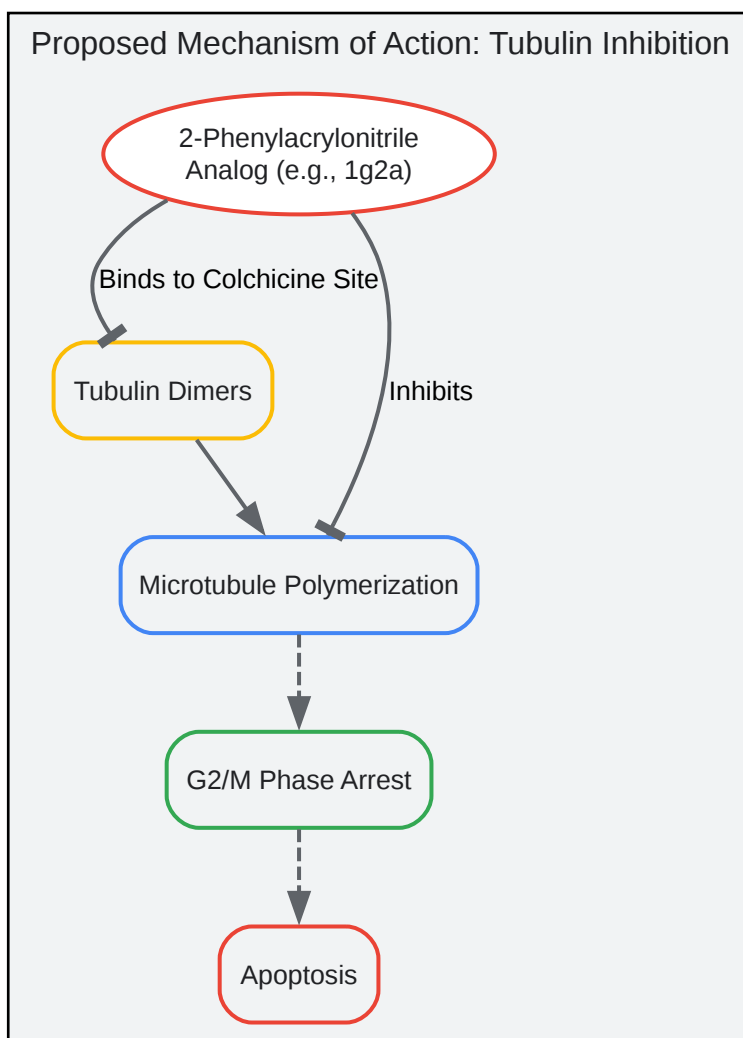 Proposed Mechanism of Action: Tubulin Inhibition
2-Phenylacrylonitrile
Analog (e.g., 1g2a)
Binds to Colchicine Site
Tubulin Dimers
Inhibits
Microtubule Polymerization
G2/M Phase Arrest
Apoptosis